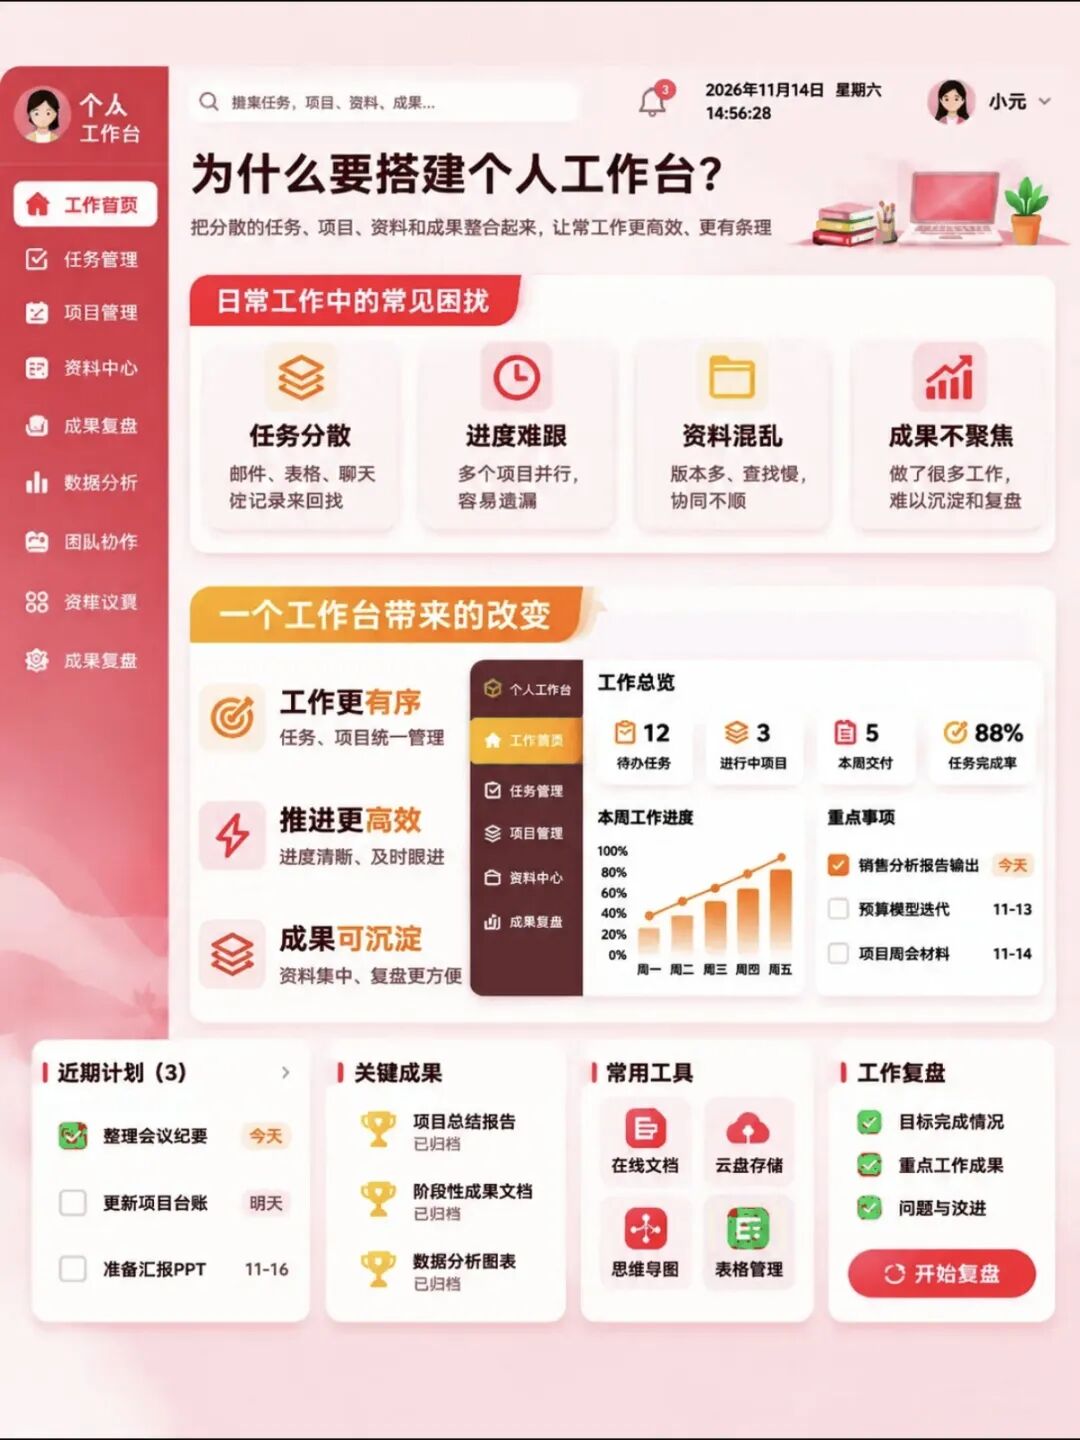 个人
工作台
工作首页
任务管理
项目管理
资料中心
成果复盘
数据分析
团队协作
成果复盘
搜案任务，项目、资料、成果...
3
2026年11月14日 星期六
14:56:28
小元
为什么要搭建个人工作台？
把分散的任务、项目、资料和成果整合起来，让常工作更高效、更有条理
日常工作中的常见困扰
任务分散
邮件、表格、聊天
记录来回找
进度难跟
多个项目并行，
容易遗漏
资料混乱
版本多、查找慢，
协同不顺
成果不聚焦
做了很多工作，
难以沉淀和复盘
一个工作台带来的改变
工作更有序
任务、项目统一管理
推进更高效
进度清晰、及时跟进
成果可沉淀
资料集中、复盘更方便
个人工作台
工作首页
任务管理
项目管理
资料中心
成果复盘
工作总览
12
待办任务
3
进行中项目
5
本周交付
88%
任务完成率
本周工作进度
100%
80%
60%
40%
20%
0%
周一 周二 周三 周四 周五
重点事项
销售分析报告输出 今天
预算模型迭代 11-13
项目周会材料 11-14
近期计划（3）
整理会议纪要 今天
更新项目台账 明天
准备汇报PPT 11-16
关键成果
项目总结报告
已归档
阶段性成果文档
已归档
数据分析图表
已归档
常用工具
在线文档
云盘存储
思维导图
表格管理
工作复盘
目标完成情况
重点工作成果
问题与汝进
开始复盘